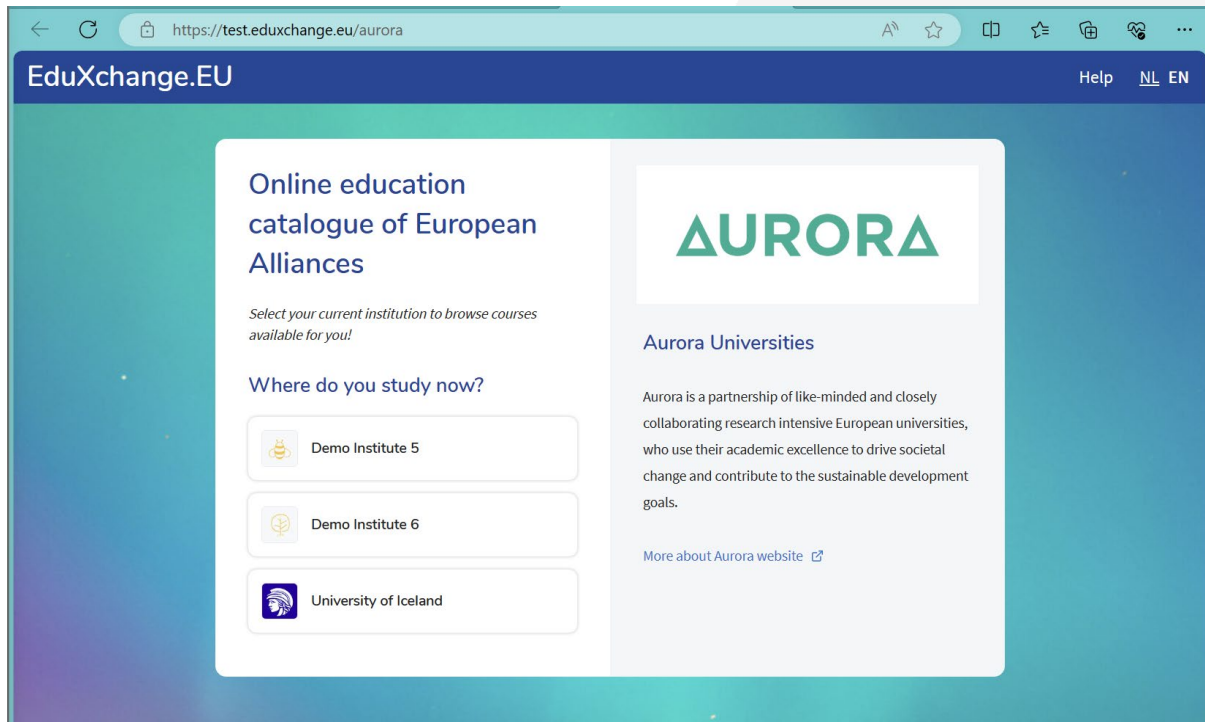 https://test.eduxchange.eu/aurora
EduXchange.EU
Help NL EN
Online education
catalogue of European
Alliances
Select your current institution to browse courses
available for you!
Where do you study now?
Demo Institute 5
Demo Institute 6
University of Iceland
AURORA
Aurora Universities
Aurora is a partnership of like-minded and closely
collaborating research intensive European universities,
who use their academic excellence to drive societal
change and contribute to the sustainable development
goals.
More about Aurora website